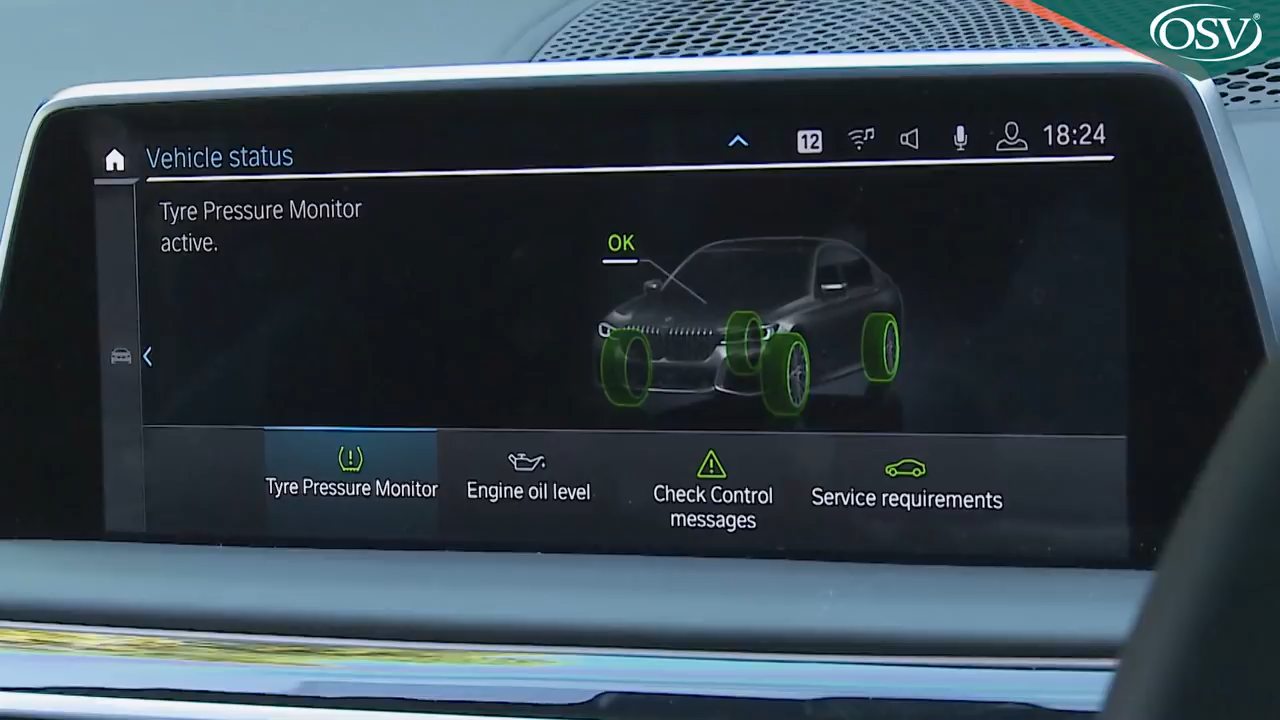 OSV®
Vehicle status
12
18:24
Tyre Pressure Monitor
active.
OK
Tyre Pressure Monitor
Engine oil level
Check Control
messages
Service requirements